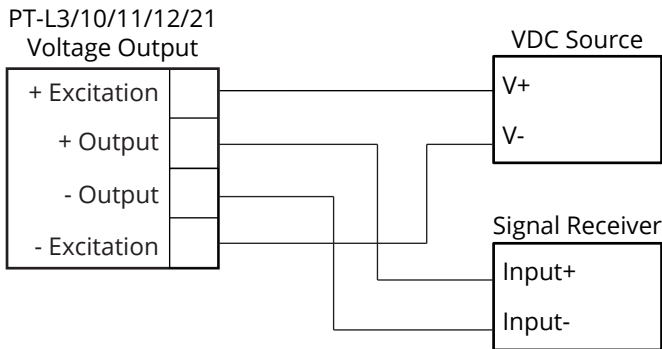 PT-L3/10/11/12/21
Voltage Output
+ Excitation
+ Output
- Output
- Excitation
VDC Source
V+
V-
Signal Receiver
Input+
Input-